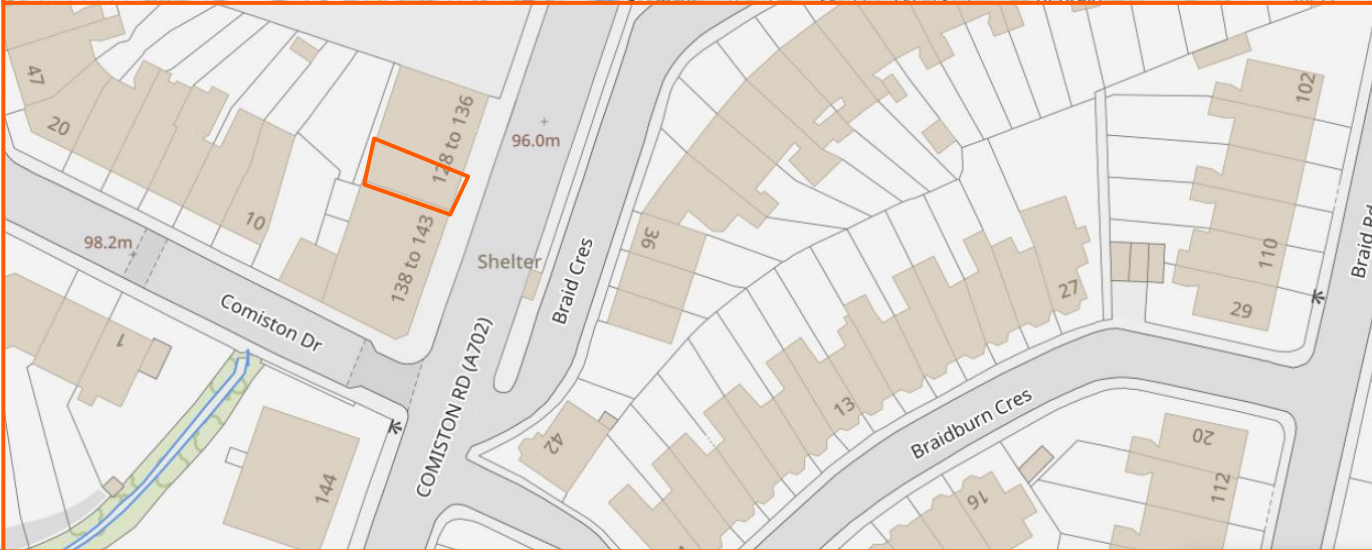 47
20
10
98.2m
128 to 136
138 to 143
96.0m
Shelter
Comiston Dr
1
144
COMISTON RD (A702)
Braid Cres
36
42
13
27
Braidburn Cres
16
102
110
29
Braid Rd
20
112